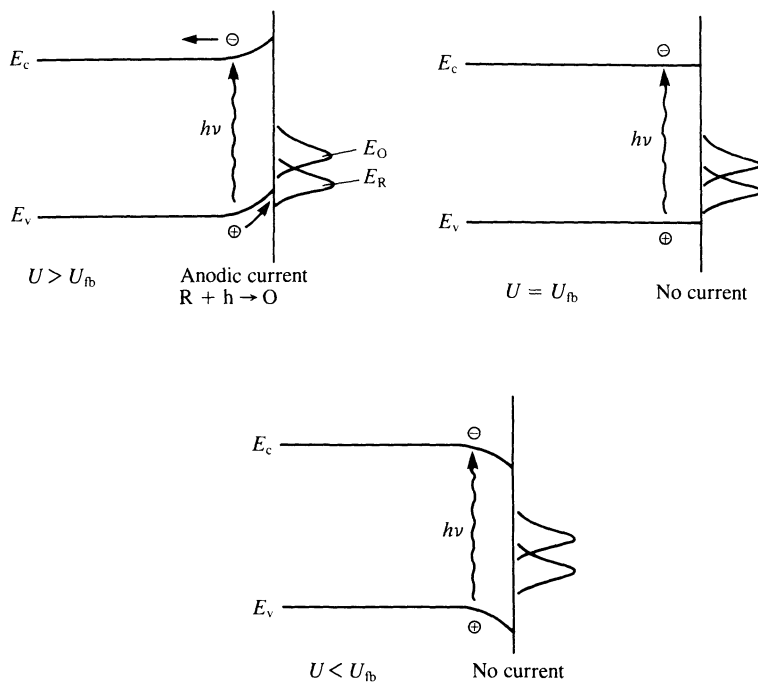 ⊖
E_c
hν
E_O
E_R
E_v
⊕
U > U_fb
Anodic current
R + h → O
⊖
E_c
hν
E_v
⊕
U = U_fb
No current
⊖
E_c
hν
E_v
⊕
U < U_fb
No current